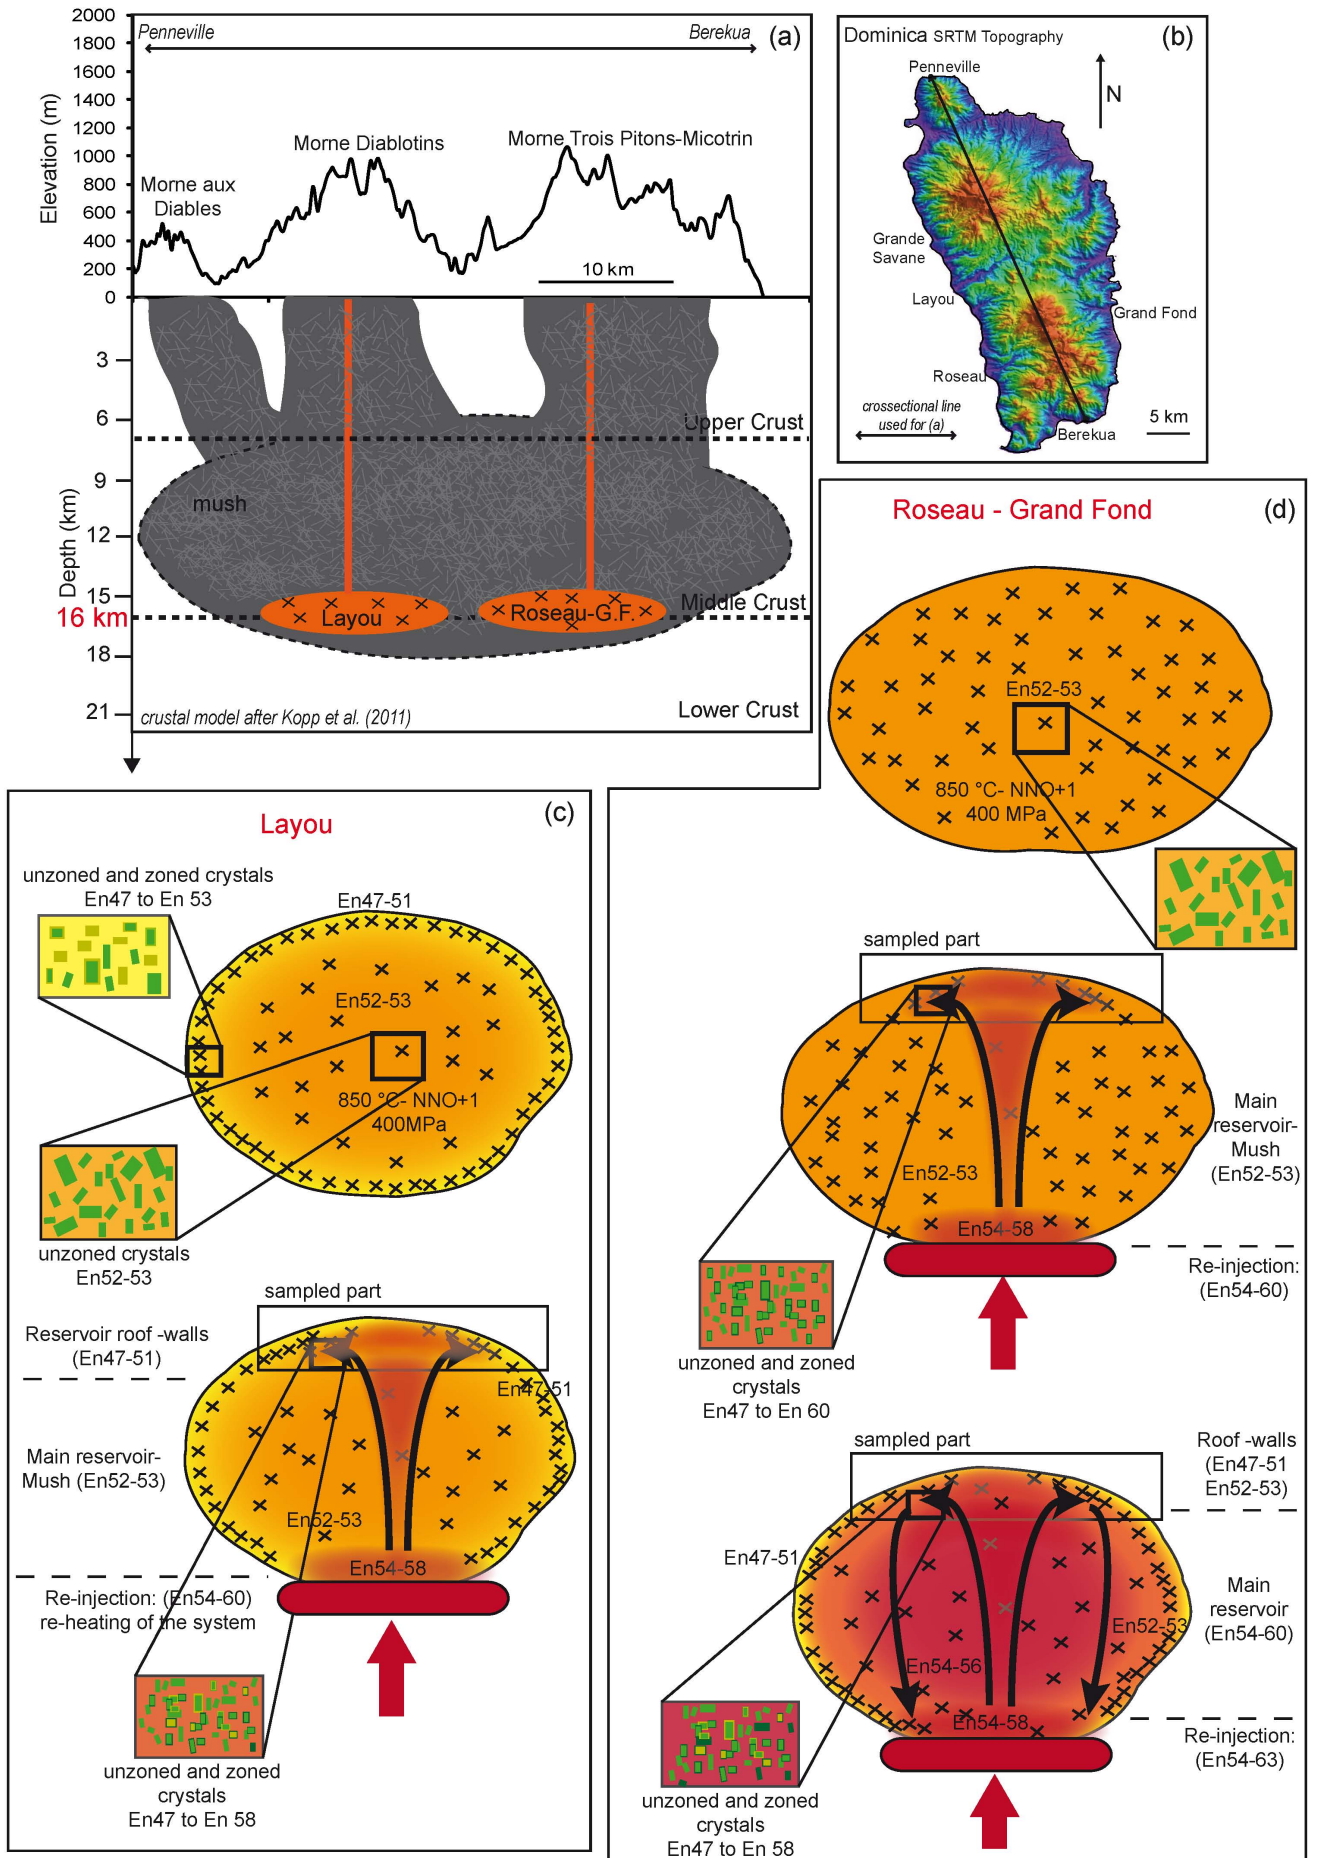 2000
1800
1600
1400
1200
1000
800
600
400
200
0
3
6
9
12
15
16 km
18
21
Elevation (m)
Depth (km)
Penneville
Berekua
(a)
Morne Diablotins
Morne Trois Pitons-Micotrin
Morne aux
Diables
10 km
Upper Crust
mush
Middle Crust
Layou
Roseau-G.F.
Lower Crust
crustal model after Kopp et al. (2011)
Dominica SRTM Topography
(b)
Penneville
N
Grande
Savane
Layou
Grand Fond
Roseau
crossectional line
used for (a)
5 km
Berekua
(c)
Layou
unzoned and zoned crystals
En47 to En 53
En47-51
En52-53
850 °C- NNO+1
400MPa
unzoned crystals
En52-53
sampled part
Reservoir roof -walls
(En47-51)
En47-51
Main reservoir-
Mush (En52-53)
En52-53
En54-58
Re-injection: (En54-60)
re-heating of the system
unzoned and zoned
crystals
En47 to En 58
Roseau - Grand Fond
(d)
En52-53
850 °C- NNO+1
400 MPa
sampled part
Main
reservoir-
Mush
(En52-53)
En52-53
En54-58
Re-injection:
(En54-60)
unzoned and zoned
crystals
En47 to En 60
sampled part
Roof -walls
(En47-51
En52-53)
En47-51
Main
reservoir
(En54-60)
En52-53
En54-56
En54-58
Re-injection:
(En54-63)
unzoned and zoned
crystals
En47 to En 58